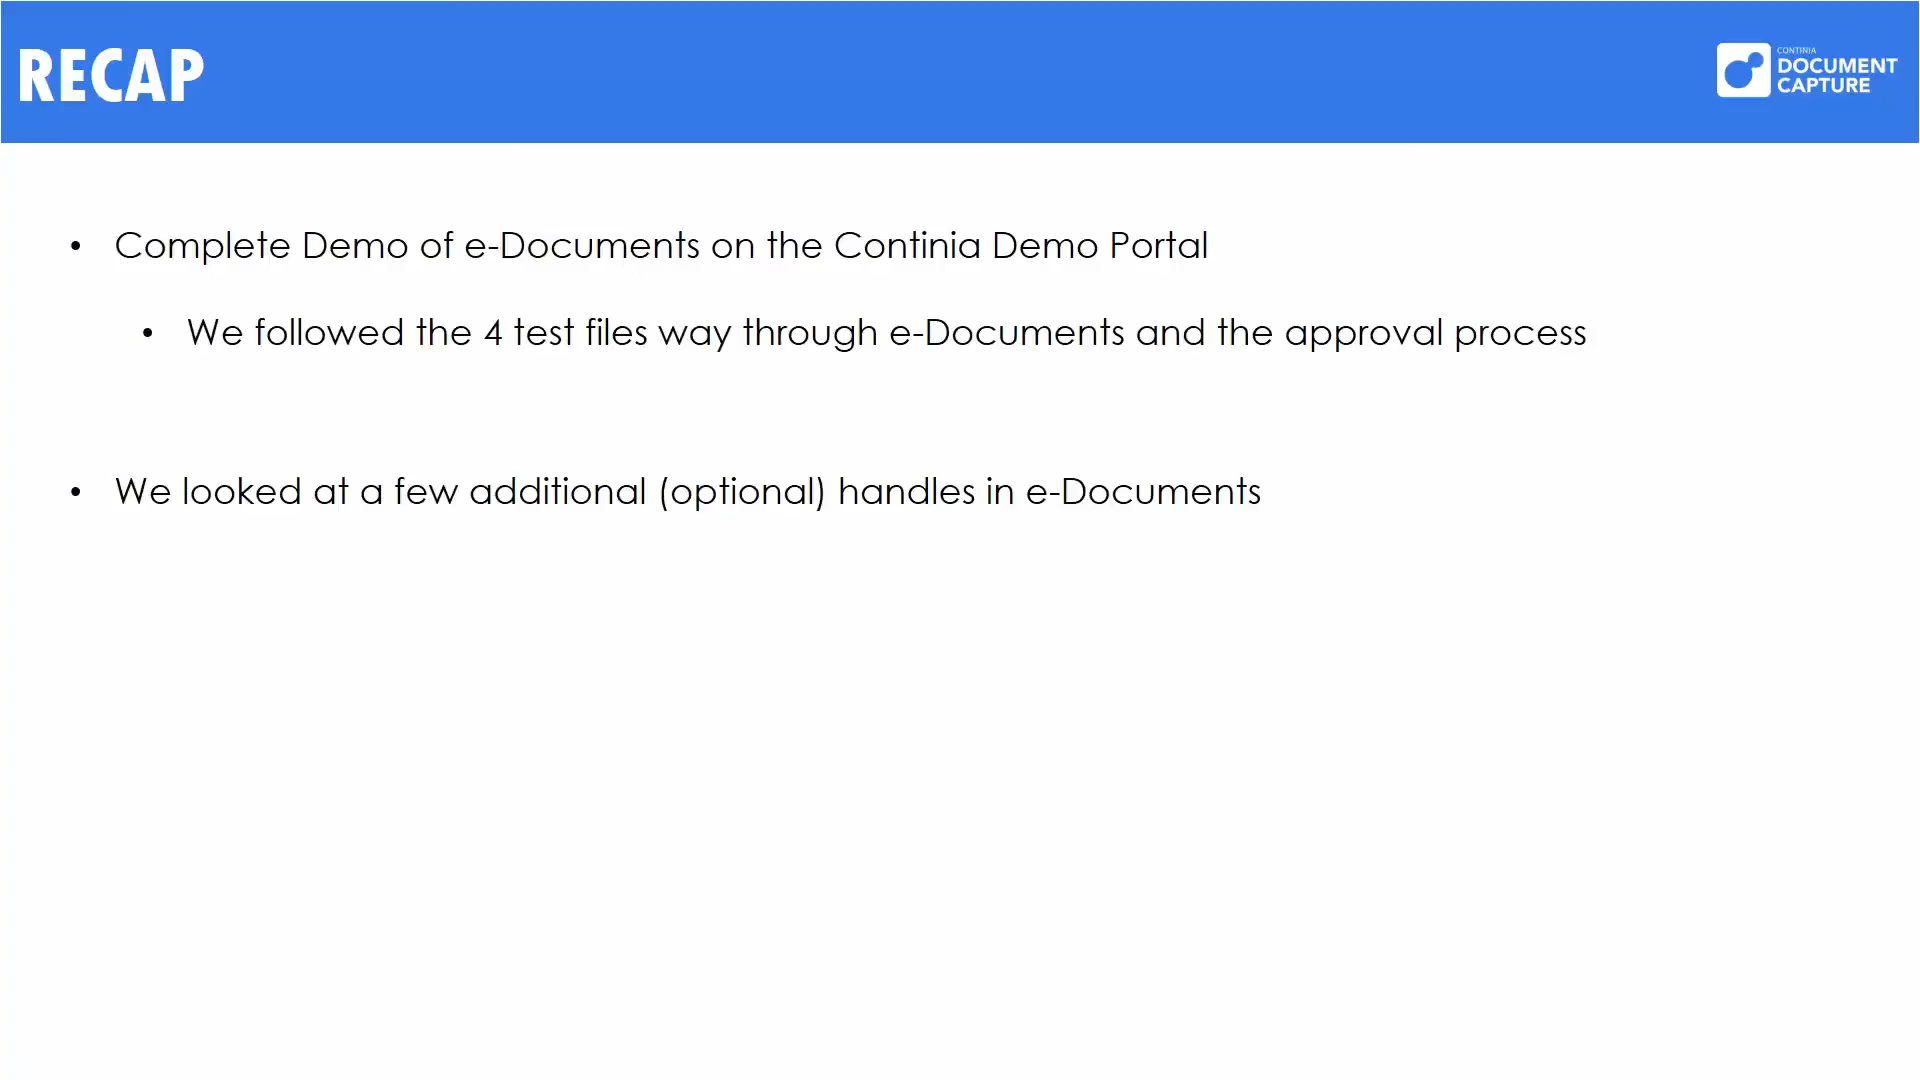 RECAP
CONTINIA
DOCUMENT
CAPTURE
• Complete Demo of e-Documents on the Continia Demo Portal
• We followed the 4 test files way through e-Documents and the approval process
• We looked at a few additional (optional) handles in e-Documents